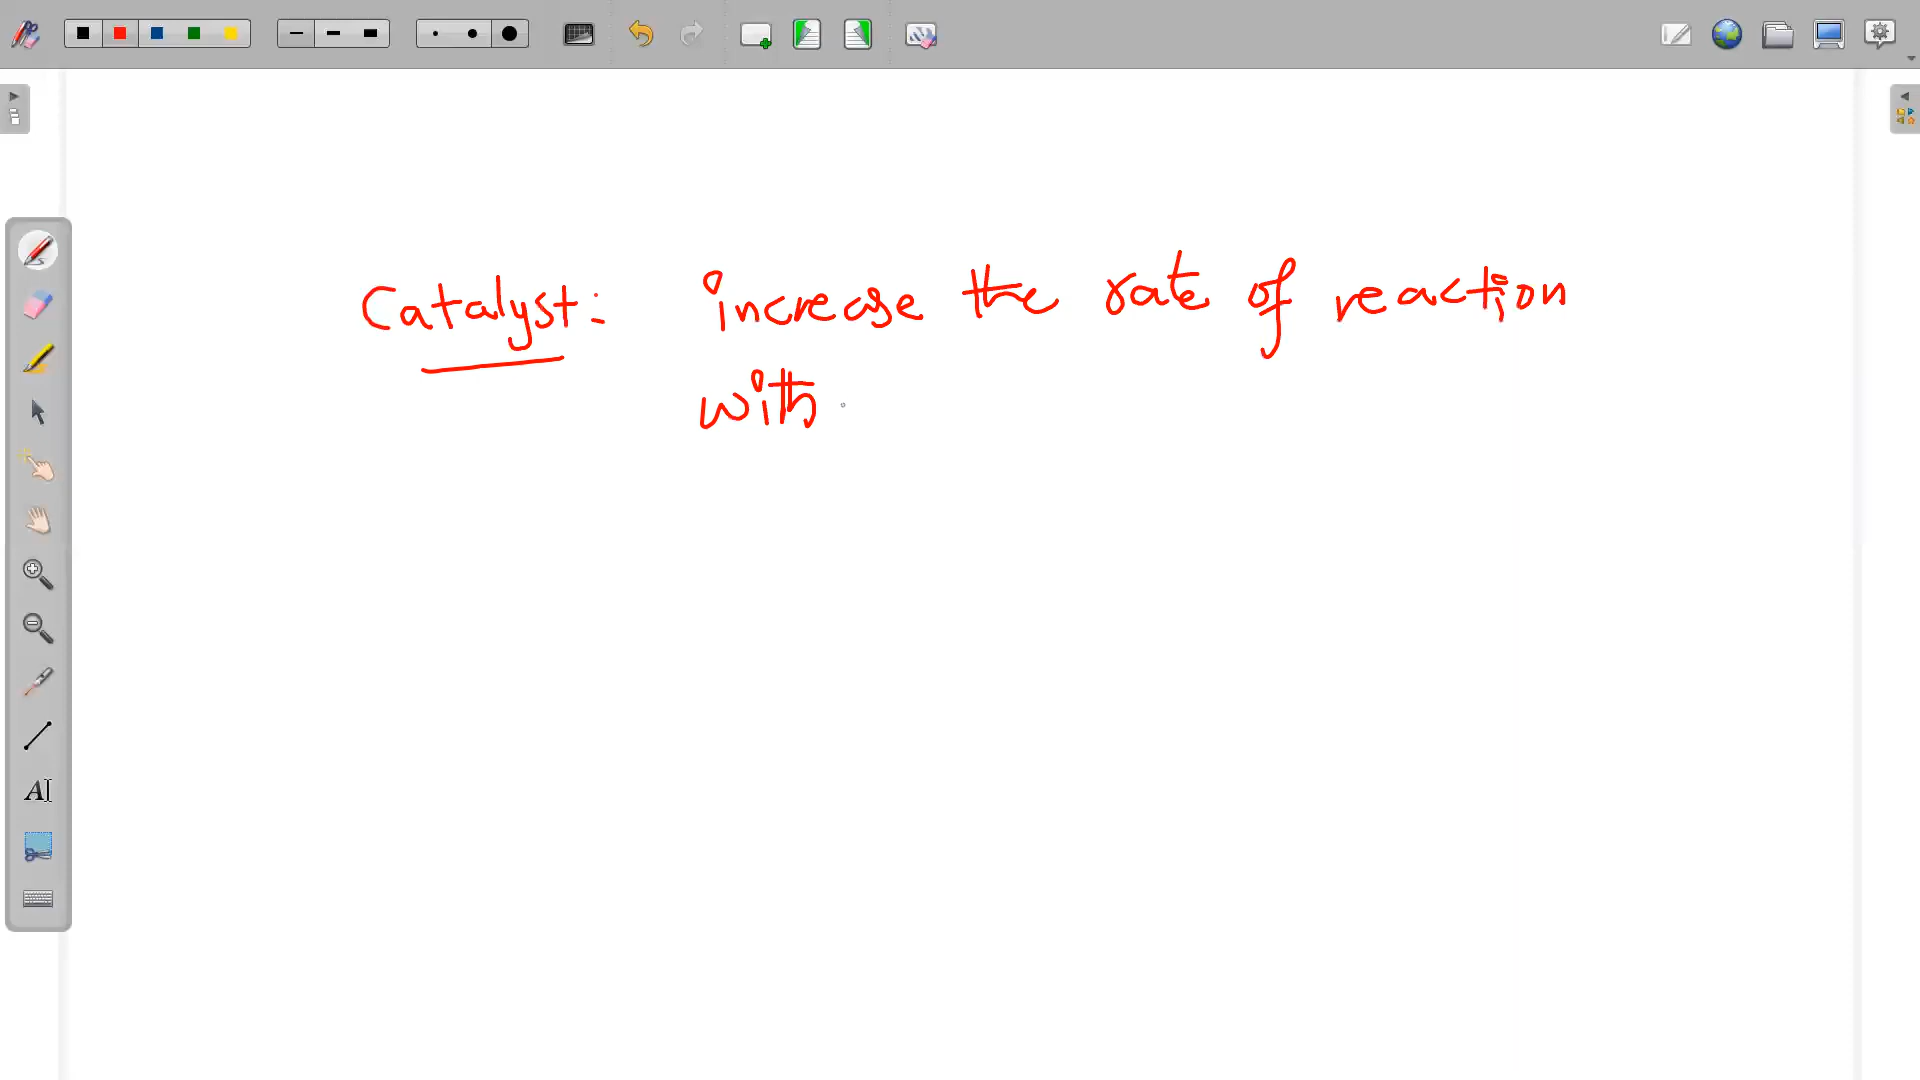 Catalyst: increase the rate of reaction
with